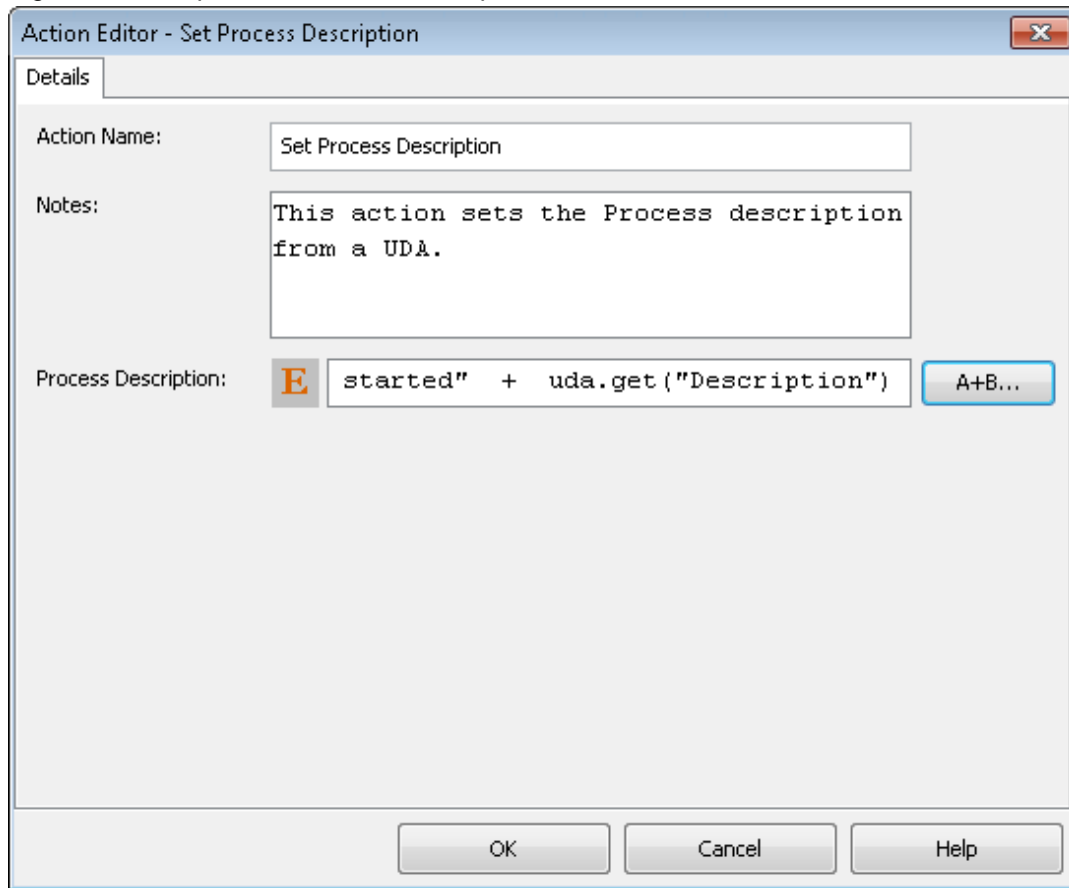 Action Editor - Set Process Description
Details
Action Name:
Set Process Description
Notes:
This action sets the Process description
from a UDA.
Process Description:
E
started" + uda.get("Description")
A+B...
OK
Cancel
Help